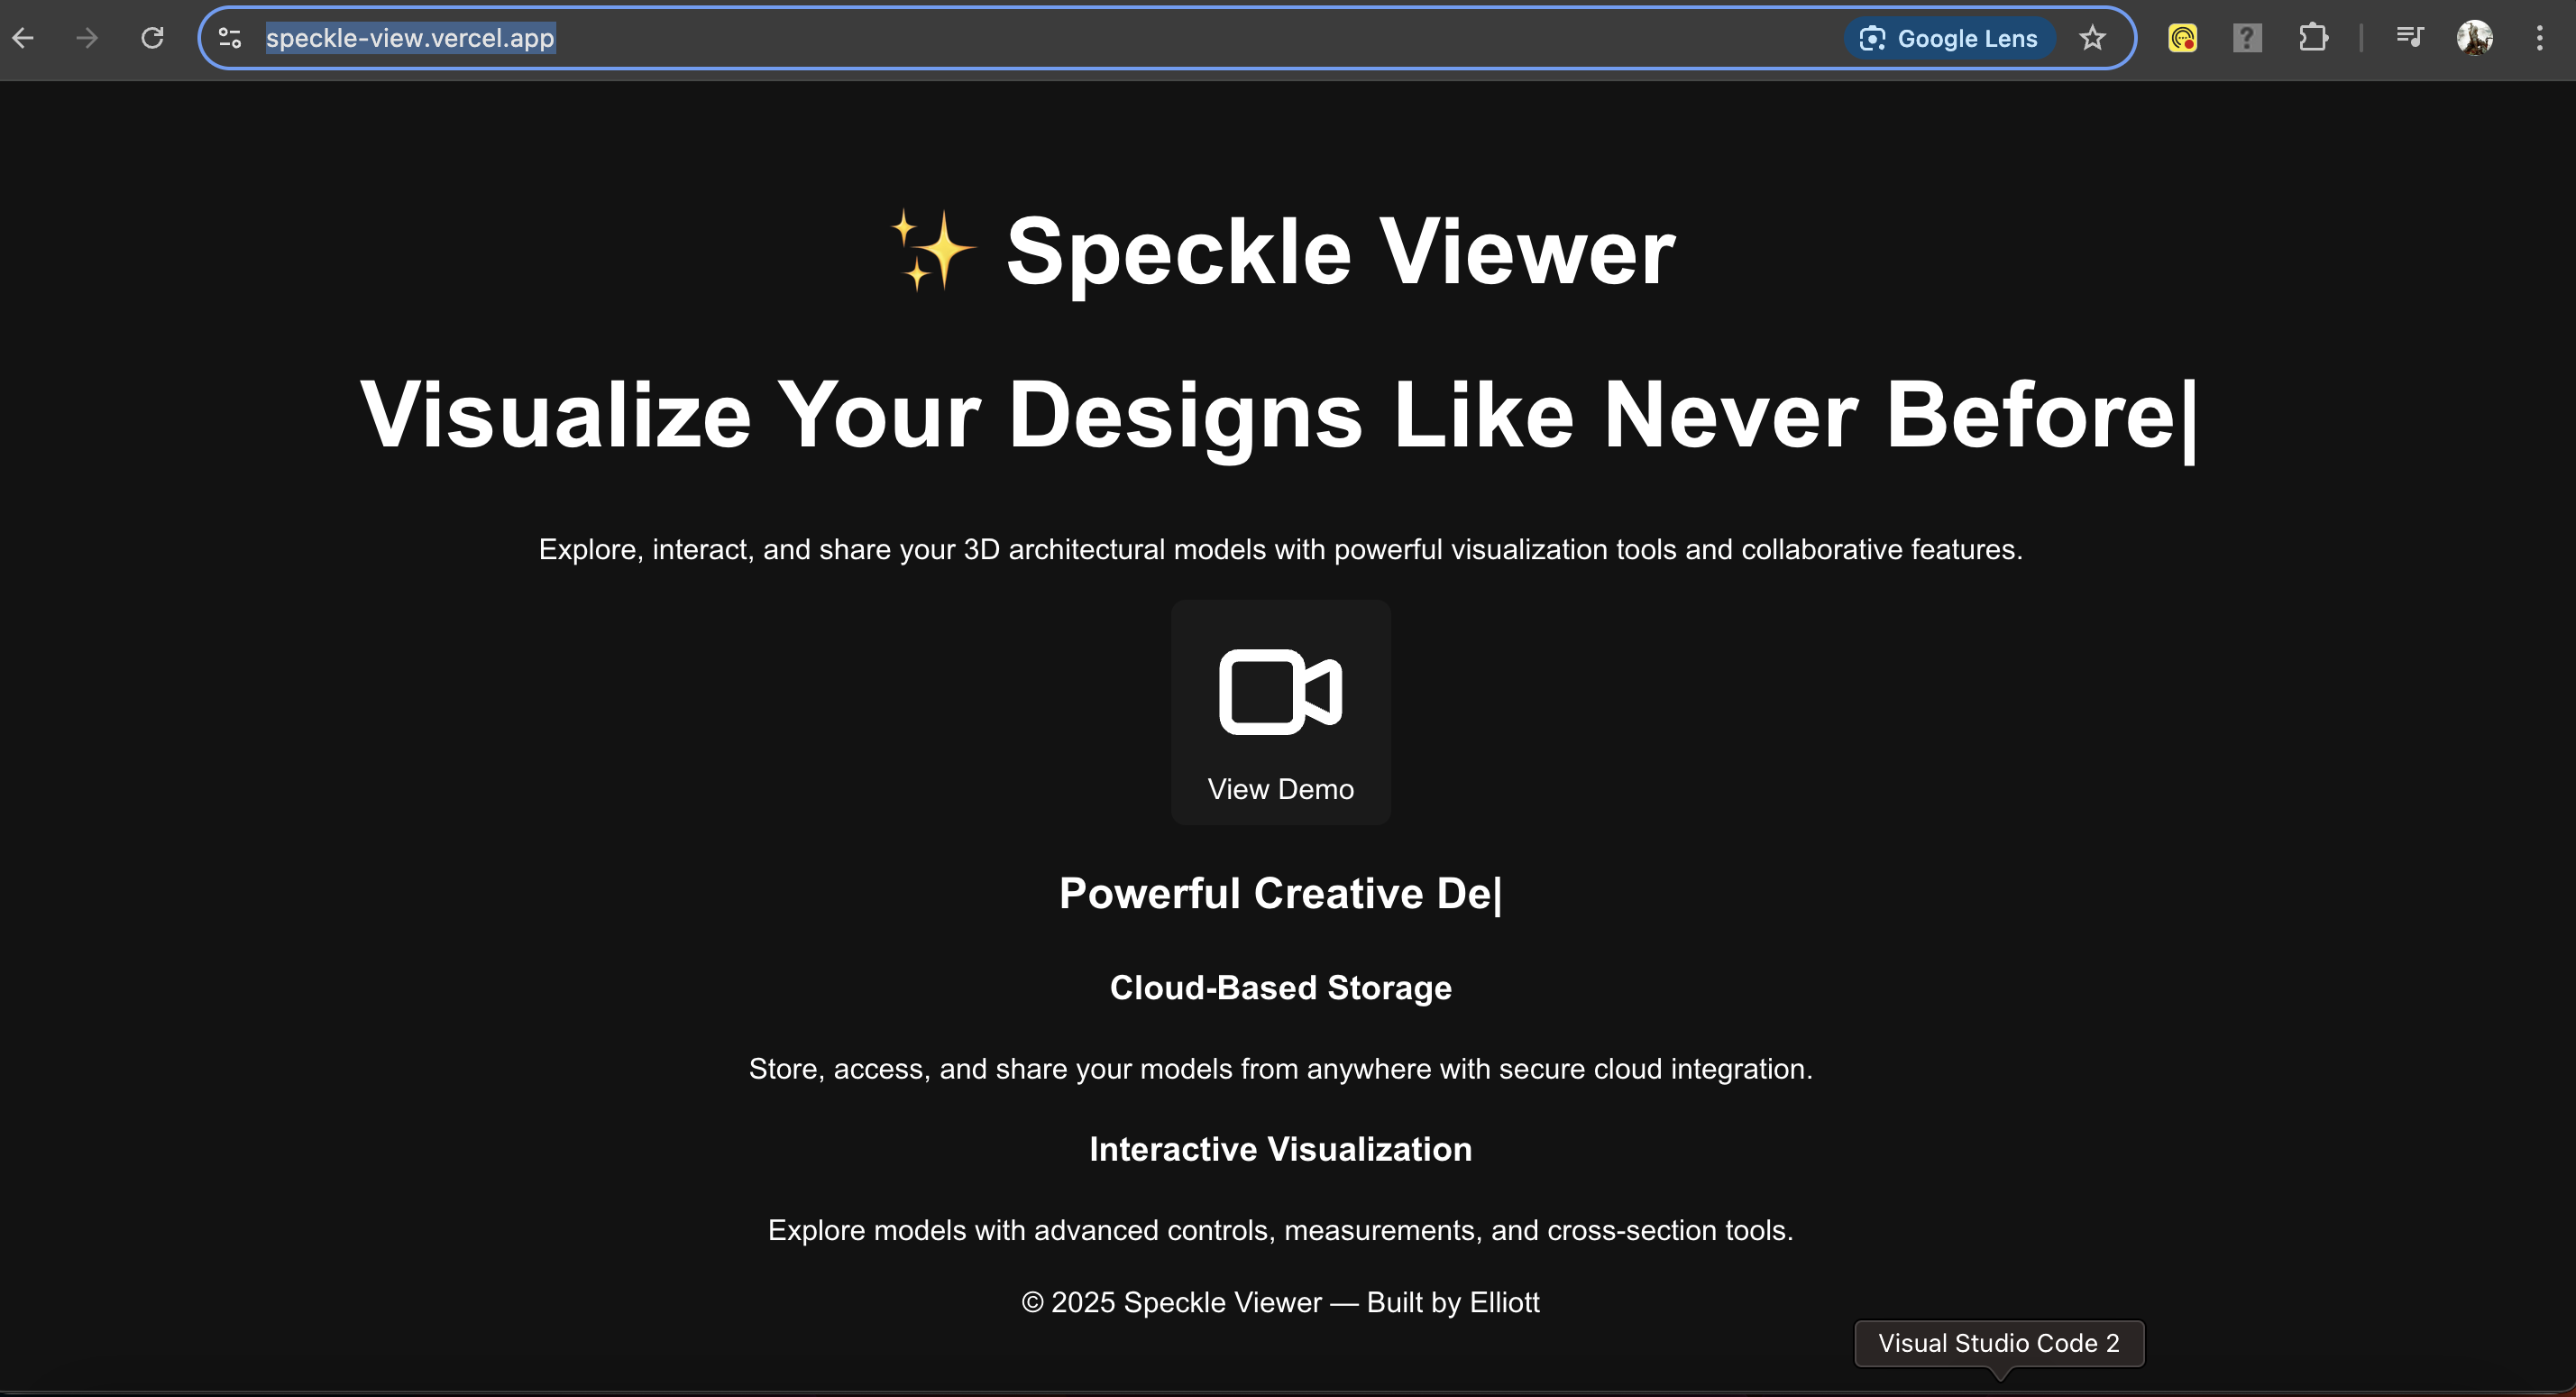 speckle-view.vercel.app
Google Lens
✨ Speckle Viewer
Visualize Your Designs Like Never Before|
Explore, interact, and share your 3D architectural models with powerful visualization tools and collaborative features.
View Demo
Powerful Creative De|
Cloud-Based Storage
Store, access, and share your models from anywhere with secure cloud integration.
Interactive Visualization
Explore models with advanced controls, measurements, and cross-section tools.
© 2025 Speckle Viewer — Built by Elliott
Visual Studio Code 2